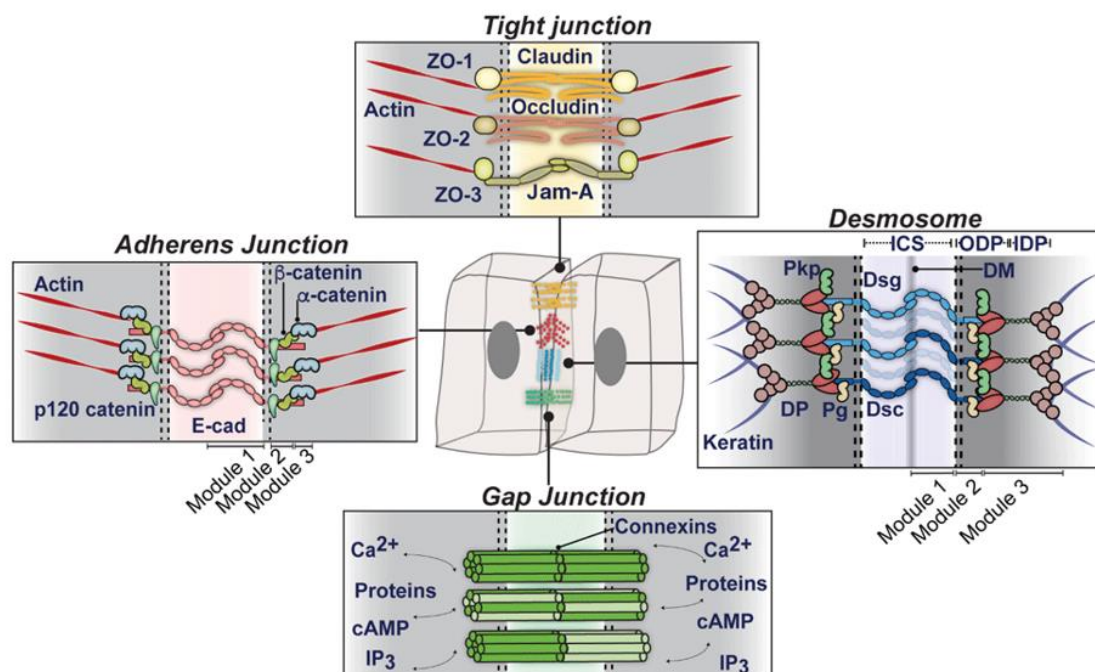 Tight junction
ZO-1
Claudin
Actin
Occludin
ZO-2
ZO-3
Jam-A
Adherens Junction
Actin
β-catenin
α-catenin
p120 catenin
E-cad
Module 1
Module 2
Module 3
Desmosome
ICS
ODP
IDP
Pkp
Dsg
DM
DP
Pg
Dsc
Keratin
Module 1
Module 2
Module 3
Gap Junction
Connexins
Ca2+
Ca2+
Proteins
Proteins
cAMP
cAMP
IP3
IP3